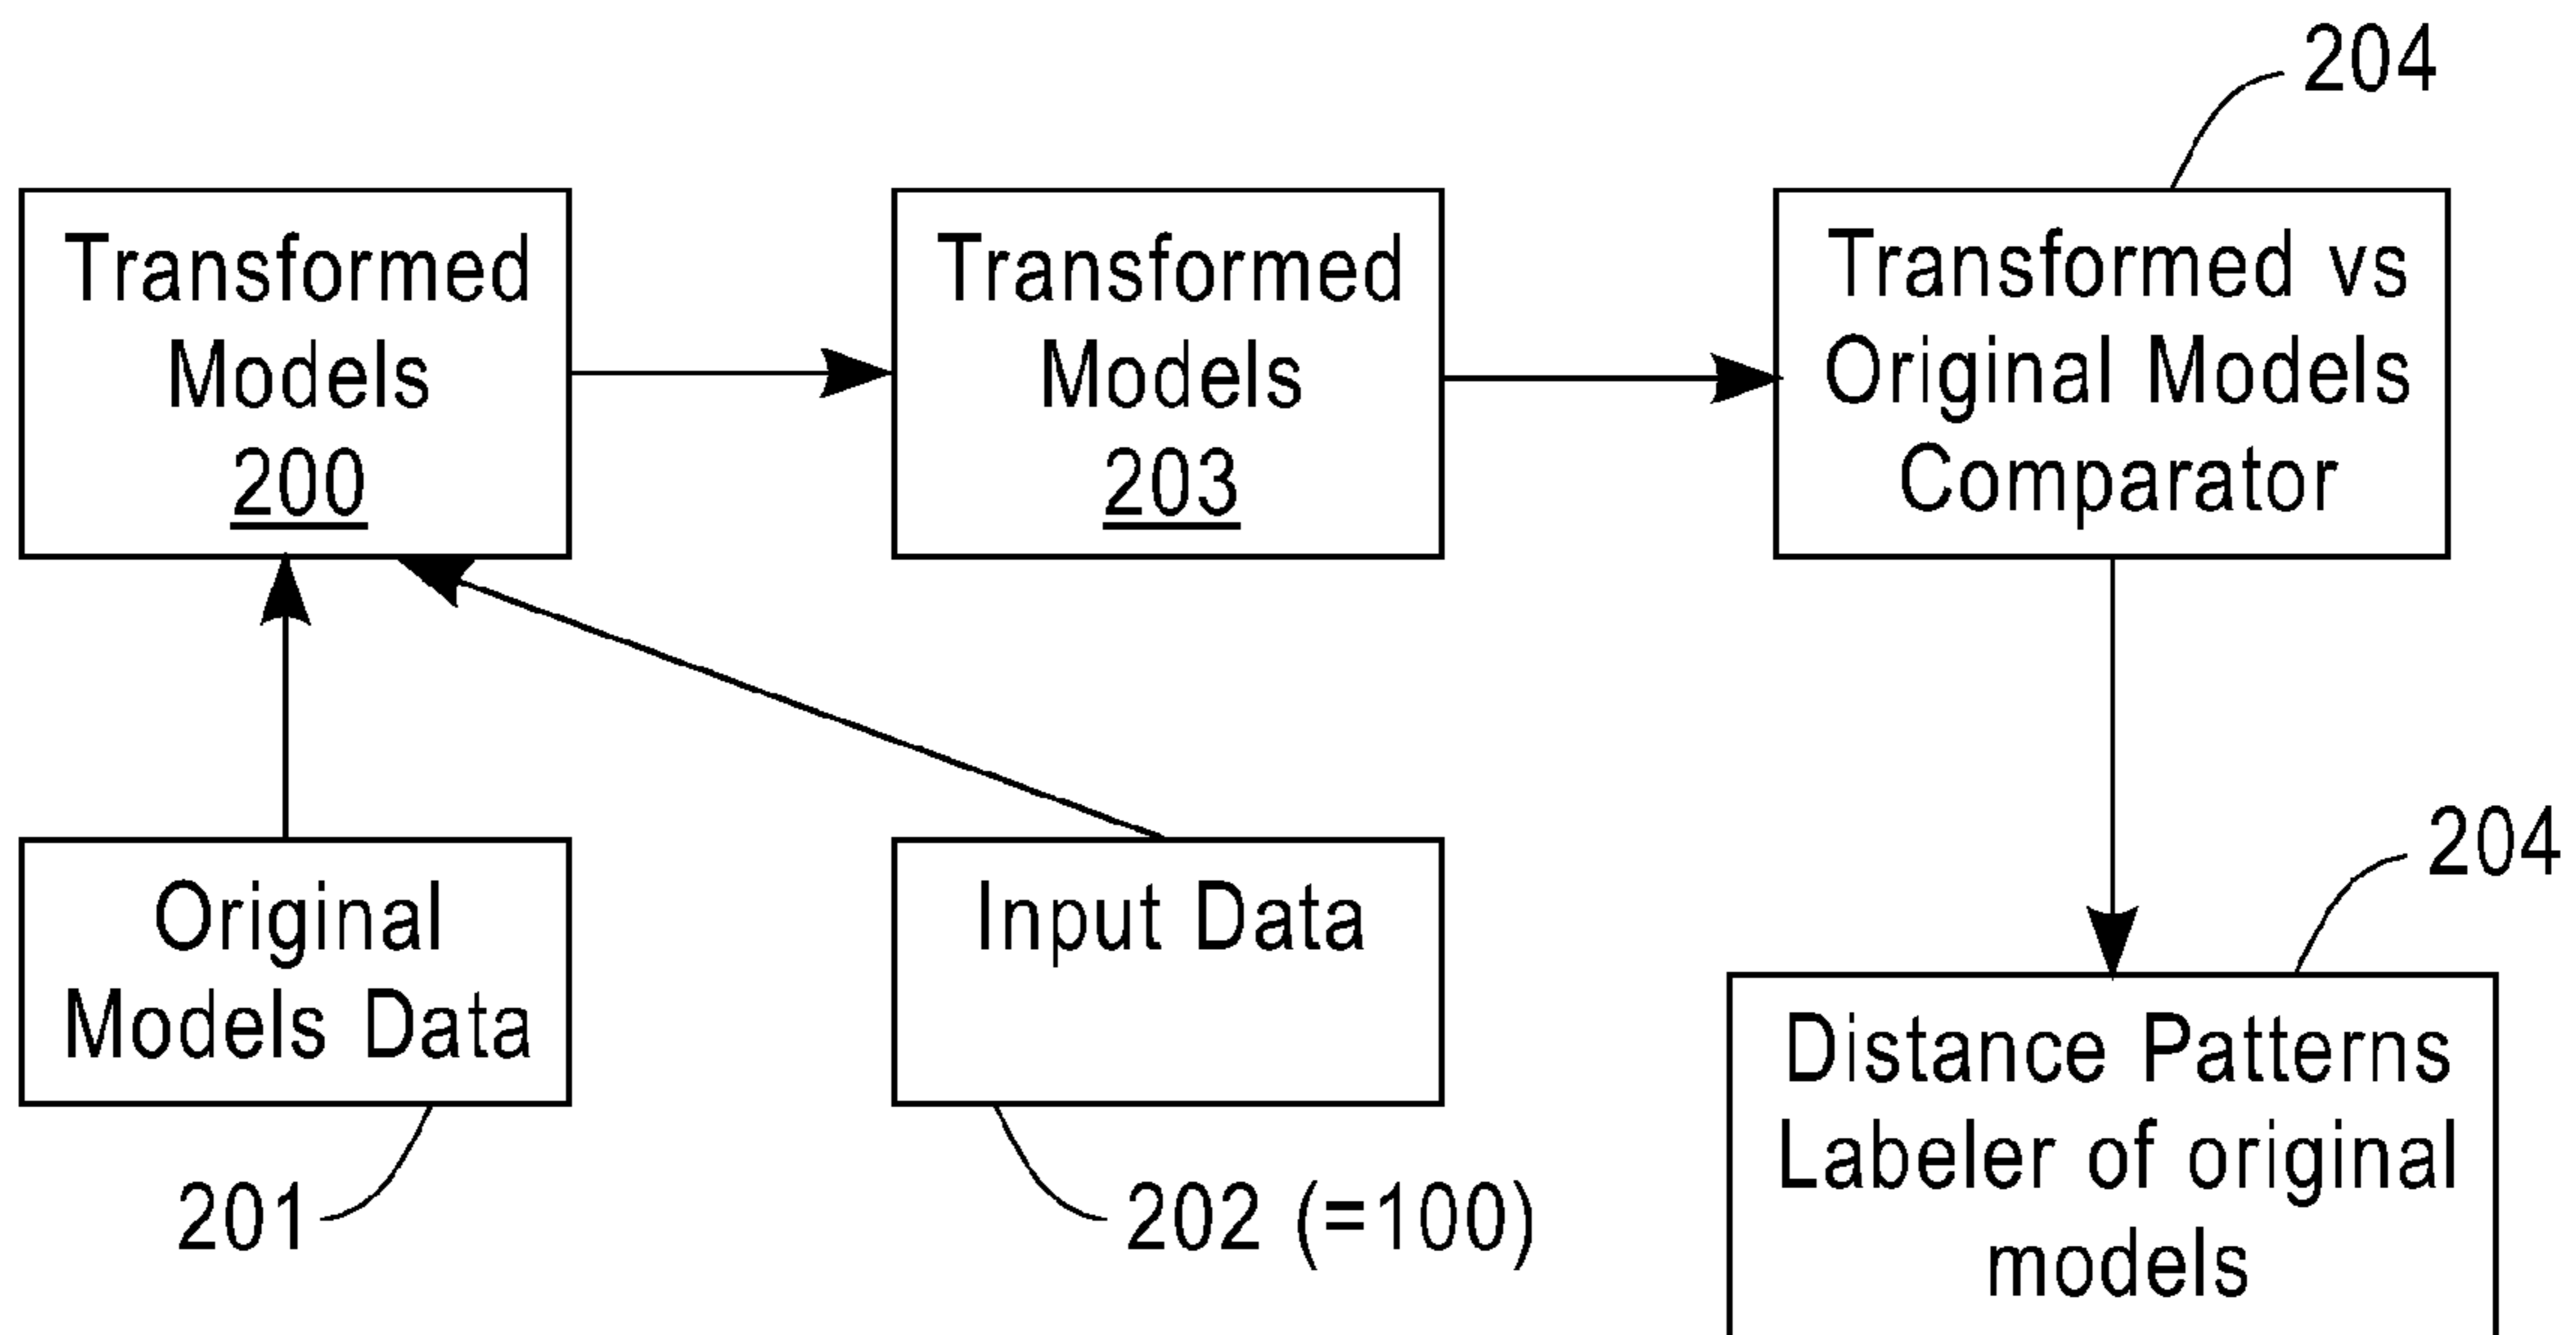 204
Transformed
Models
200
Transformed
Models
203
Transformed vs
Original Models
Comparator
204
Original
Models Data
Input Data
Distance Patterns
Labeler of original
models
201
202 (=100)